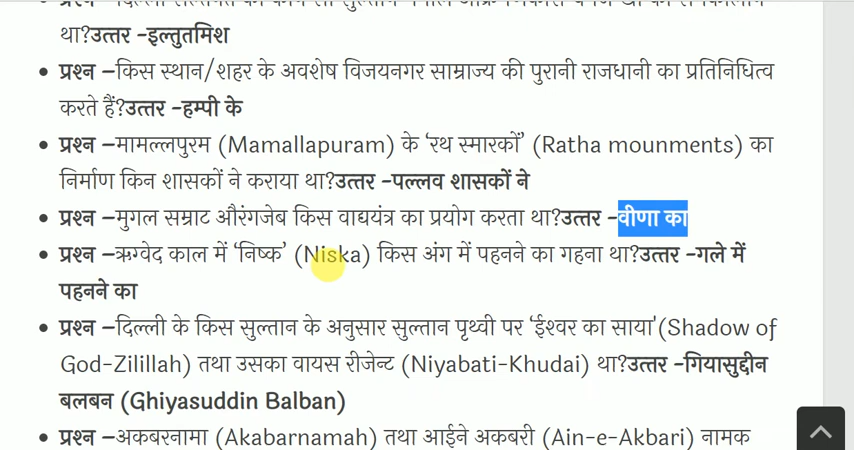 था?उत्तर -इल्तुतमिश
प्रश्न –किस स्थान/शहर के अवशेष विजयनगर साम्राज्य की पुरानी राजधानी का प्रतिनिधित्व
करते हैं?उत्तर -हम्पी के
प्रश्न –मामल्लपुरम (Mamallapuram) के ‘रथ स्मारकों’ (Ratha mounments) का
निर्माण किन शासकों ने कराया था?उत्तर -पल्लव शासकों ने
प्रश्न –मुगल सम्राट औरंगजेब किस वाद्ययंत्र का प्रयोग करता था?उत्तर -वीणा का
प्रश्न –ऋग्वेद काल में ‘निष्क’ (Niska) किस अंग में पहनने का गहना था?उत्तर -गले में
पहनने का
प्रश्न –दिल्ली के किस सुल्तान के अनुसार सुल्तान पृथ्वी पर ‘ईश्वर का साया'(Shadow of
God-Zilillah) तथा उसका वायस रीजेन्ट (Niyabati-Khudai) था?उत्तर -गियासुद्दीन
बलबन (Ghiyasuddin Balban)
प्रश्न –अकबरनामा (Akabarnamah) तथा आईने अकबरी (Ain-e-Akbari) नामक